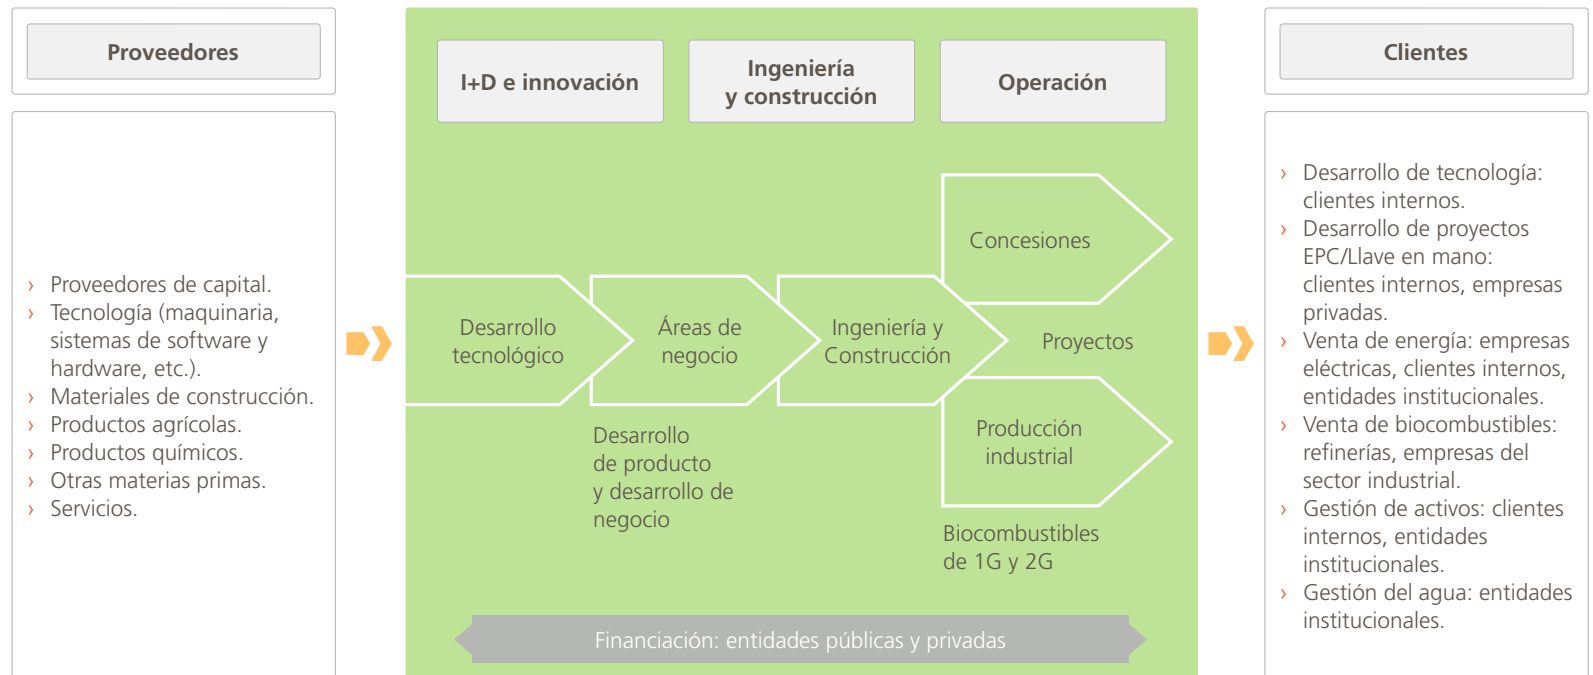 Proveedores
› Proveedores de capital.
› Tecnología (maquinaria,
sistemas de software y
hardware, etc.).
› Materiales de construcción.
› Productos agrícolas.
› Productos químicos.
› Otras materias primas.
› Servicios.
I+D e innovación
Ingeniería
y construcción
Operación
Desarrollo
tecnológico
Áreas de
negocio
Desarrollo
de producto
y desarrollo de
negocio
Ingeniería y
Construcción
Concesiones
Proyectos
Producción
industrial
Biocombustibles
de 1G y 2G
Financiación: entidades públicas y privadas
Clientes
› Desarrollo de tecnología:
clientes internos.
› Desarrollo de proyectos
EPC/Llave en mano:
clientes internos, empresas
privadas.
› Venta de energía: empresas
eléctricas, clientes internos,
entidades institucionales.
› Venta de biocombustibles:
refinerías, empresas del
sector industrial.
› Gestión de activos: clientes
internos, entidades
institucionales.
› Gestión del agua: entidades
institucionales.